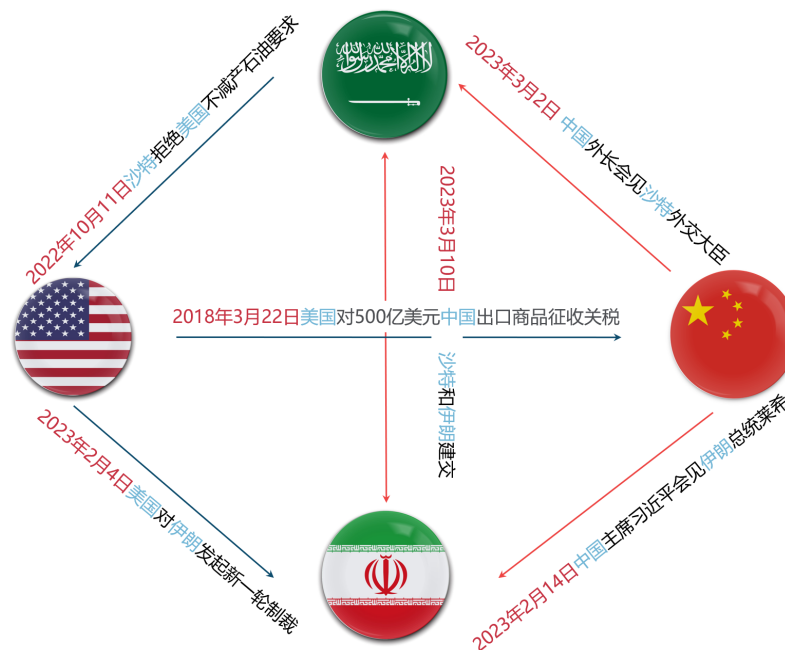 2022年10月11日沙特拒绝美国不减产石油要求
2023年3月2日 中国外长会见沙特外交大臣
2023年3月10日 沙特和伊朗建交
2018年3月22日美国对500亿美元中国出口商品征收关税
2023年2月4日美国对伊朗发起新一轮制裁
2023年2月14日中国主席习近平会见伊朗总统莱希
لا إله إلا الله محمد رسول الله